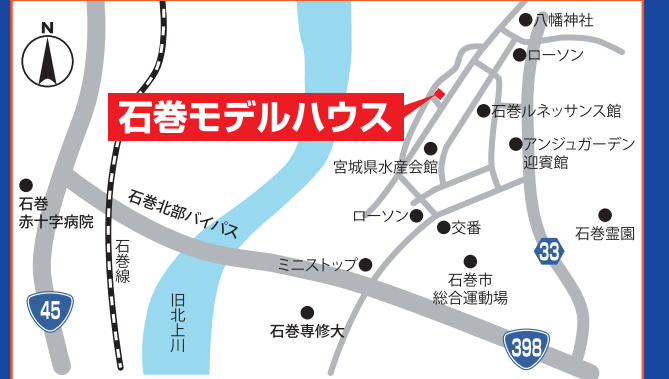 N
八幡神社
ローソン
石巻モデルハウス
石巻ルネッサンス館
アンジュガーデン
迎賓館
宮城県水産会館
石巻
赤十字病院
石巻北部バイパス
ローソン
交番
石巻霊園
石巻線
33
ミニストップ
石巻市
総合運動場
旧北上川
45
石巻専修大
398